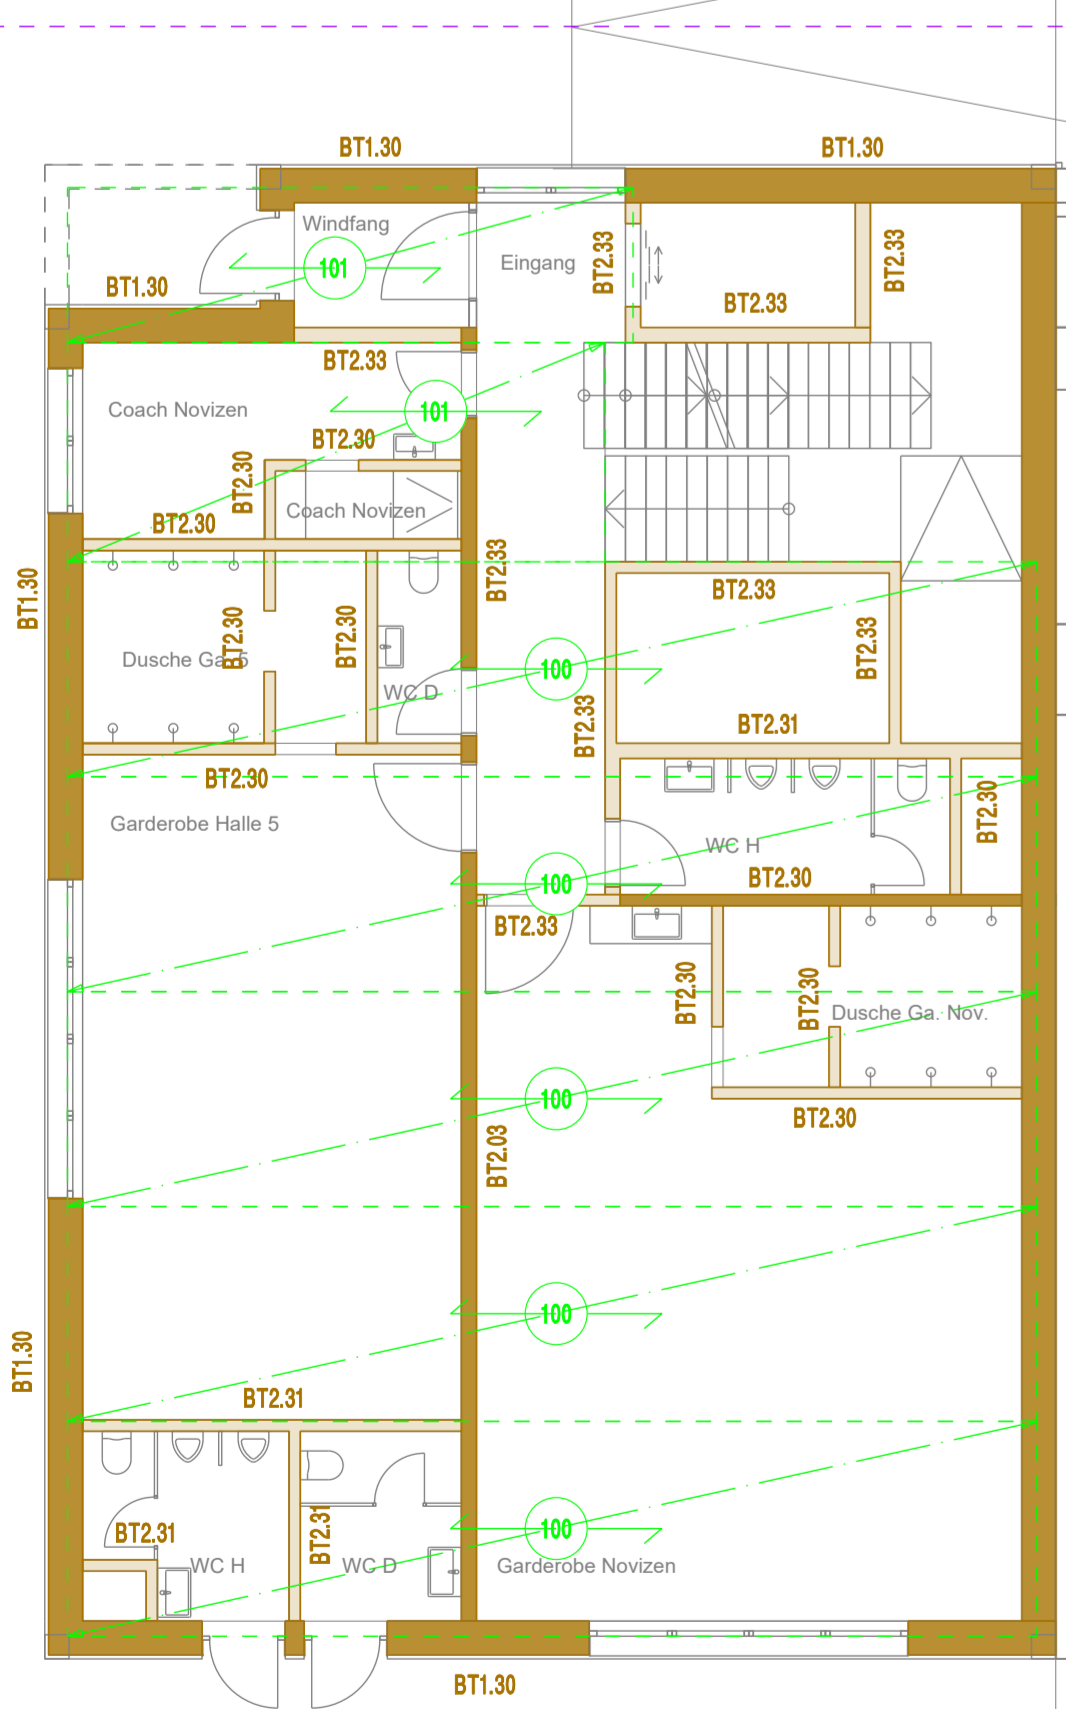 BT1.30
BT1.30
Windfang
Eingang
BT2.33
BT2.33
101
BT1.30
BT2.33
BT2.33
Coach Novizen
101
BT2.30
BT2.30
Coach Novizen
BT2.30
BT2.33
BT1.30
BT2.33
BT2.30
BT2.30
BT2.33
Dusche Ga. 5
100
WC D
BT2.33
BT2.31
BT2.30
Garderobe Halle 5
BT2.30
WC H
BT2.30
100
BT2.33
BT2.30
BT2.30
Dusche Ga. Nov.
100
BT2.30
BT2.03
100
BT1.30
BT2.31
100
BT2.31
BT2.31
WC H
WC D
Garderobe Novizen
BT1.30